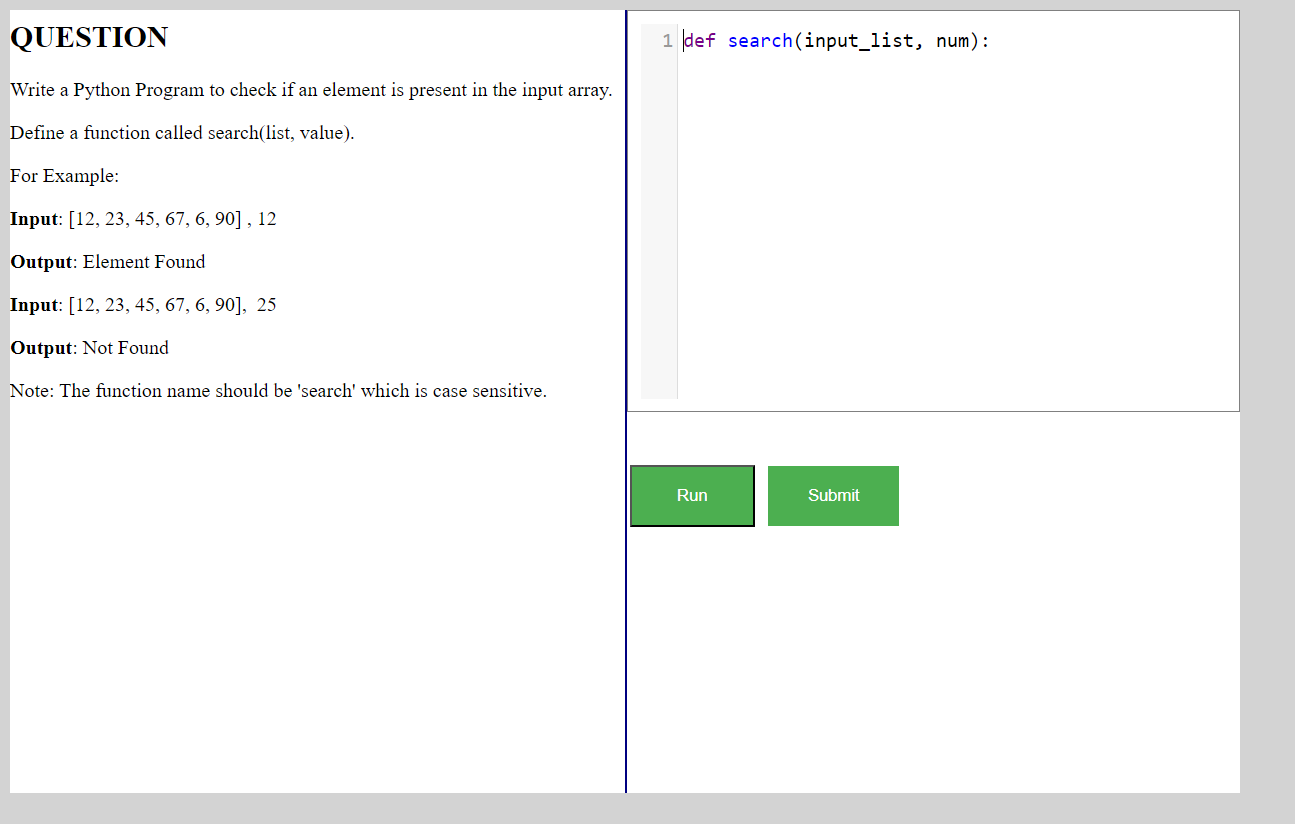 QUESTION
Write a Python Program to check if an element is present in the input array.
Define a function called search(list, value).
For Example:
Input: [12, 23, 45, 67, 6, 90] , 12
Output: Element Found
Input: [12, 23, 45, 67, 6, 90],  25
Output: Not Found
Note: The function name should be 'search' which is case sensitive.
1 def search(input_list, num):
Run
Submit